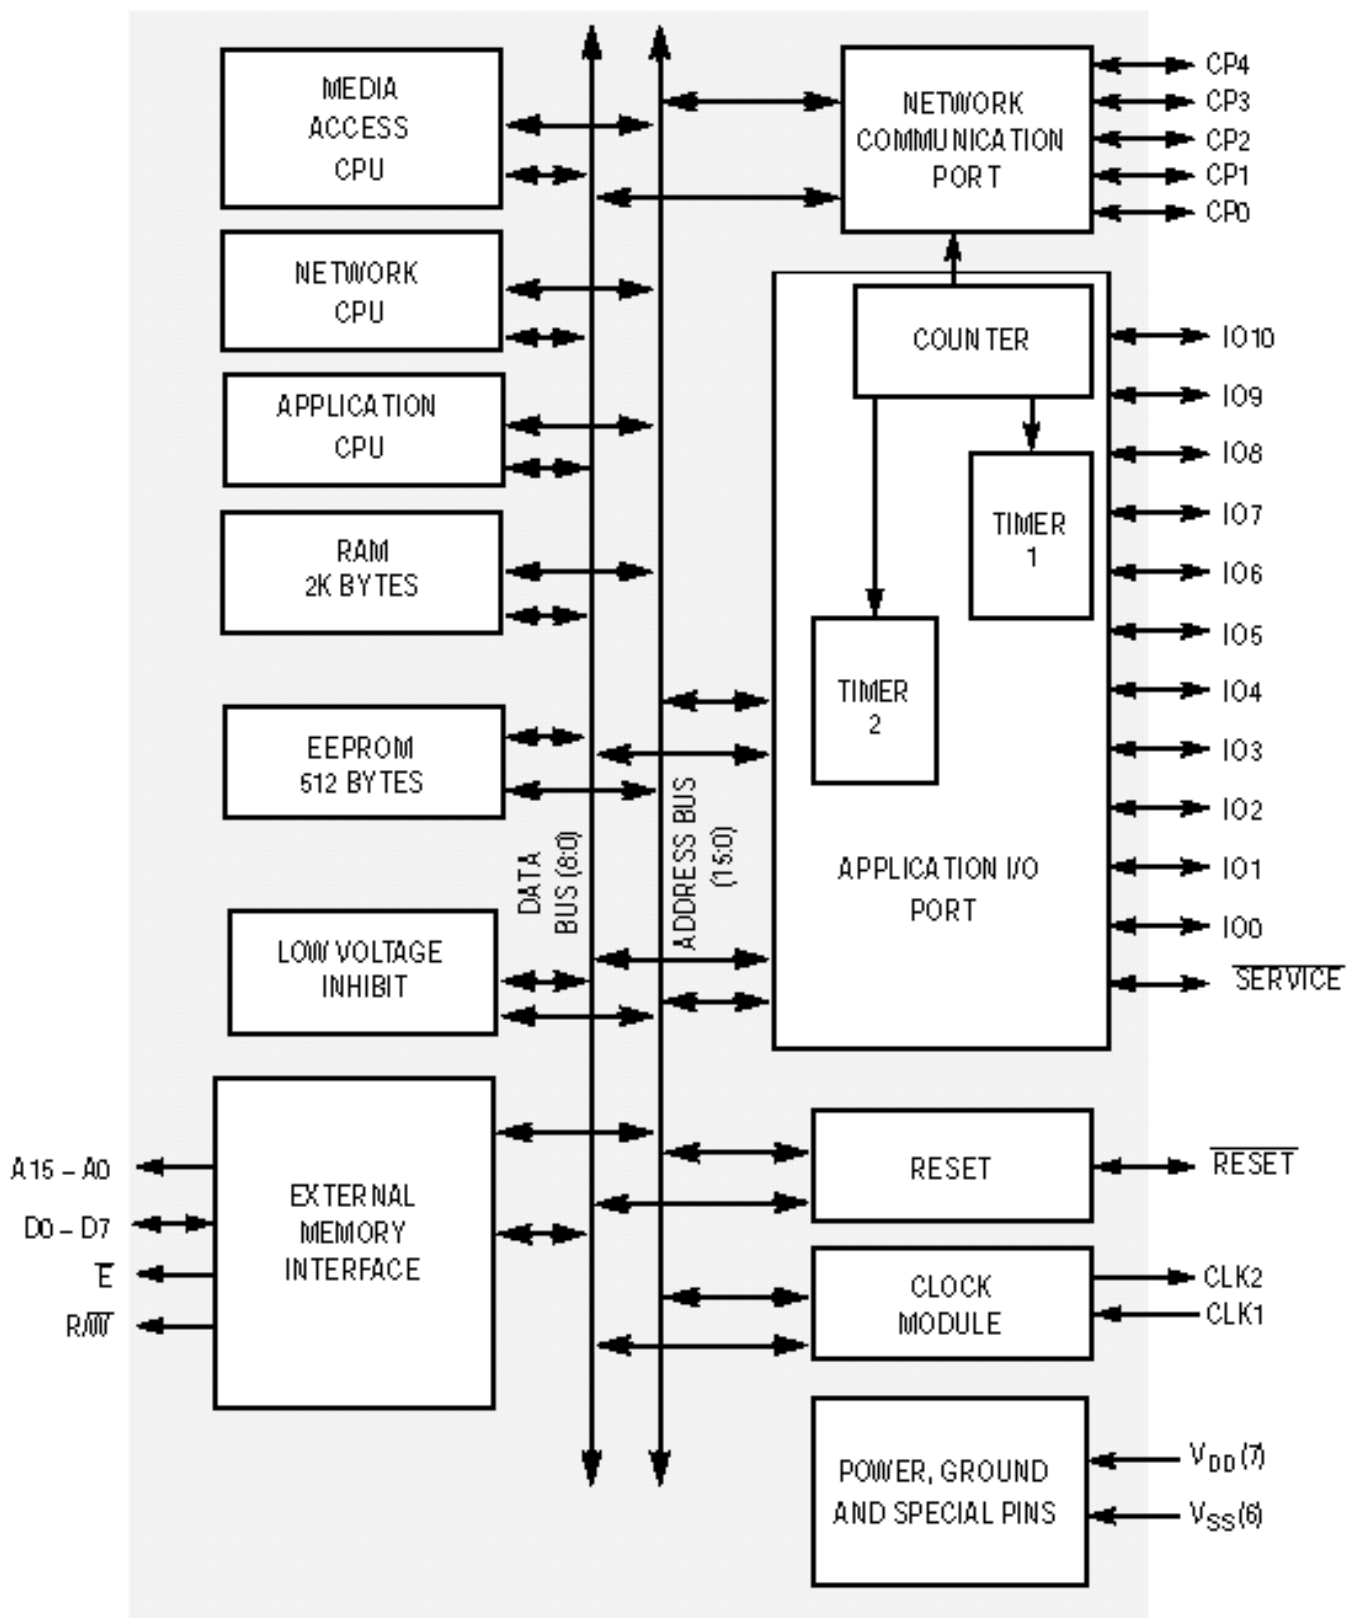 MEDIA
ACCESS
CPU
NETWORK
CPU
APPLICATION
CPU
RAM
2K BYTES
EEPROM
512 BYTES
LOW VOLTAGE
INHIBIT
EXTERNAL
MEMORY
INTERFACE
A15 – A0
D0 – D7
E̅
R/W̅
DATA
BUS (8:0)
ADDRESS BUS
(15:0)
NETWORK
COMMUNICATION
PORT
CP4
CP3
CP2
CP1
CP0
COUNTER
TIMER
1
TIMER
2
APPLICATION I/O
PORT
IO10
IO9
IO8
IO7
IO6
IO5
IO4
IO3
IO2
IO1
IO0
S̅E̅R̅V̅I̅C̅E̅
RESET
R̅E̅S̅E̅T̅
CLOCK
MODULE
CLK2
CLK1
POWER, GROUND
AND SPECIAL PINS
VDD(7)
VSS(6)